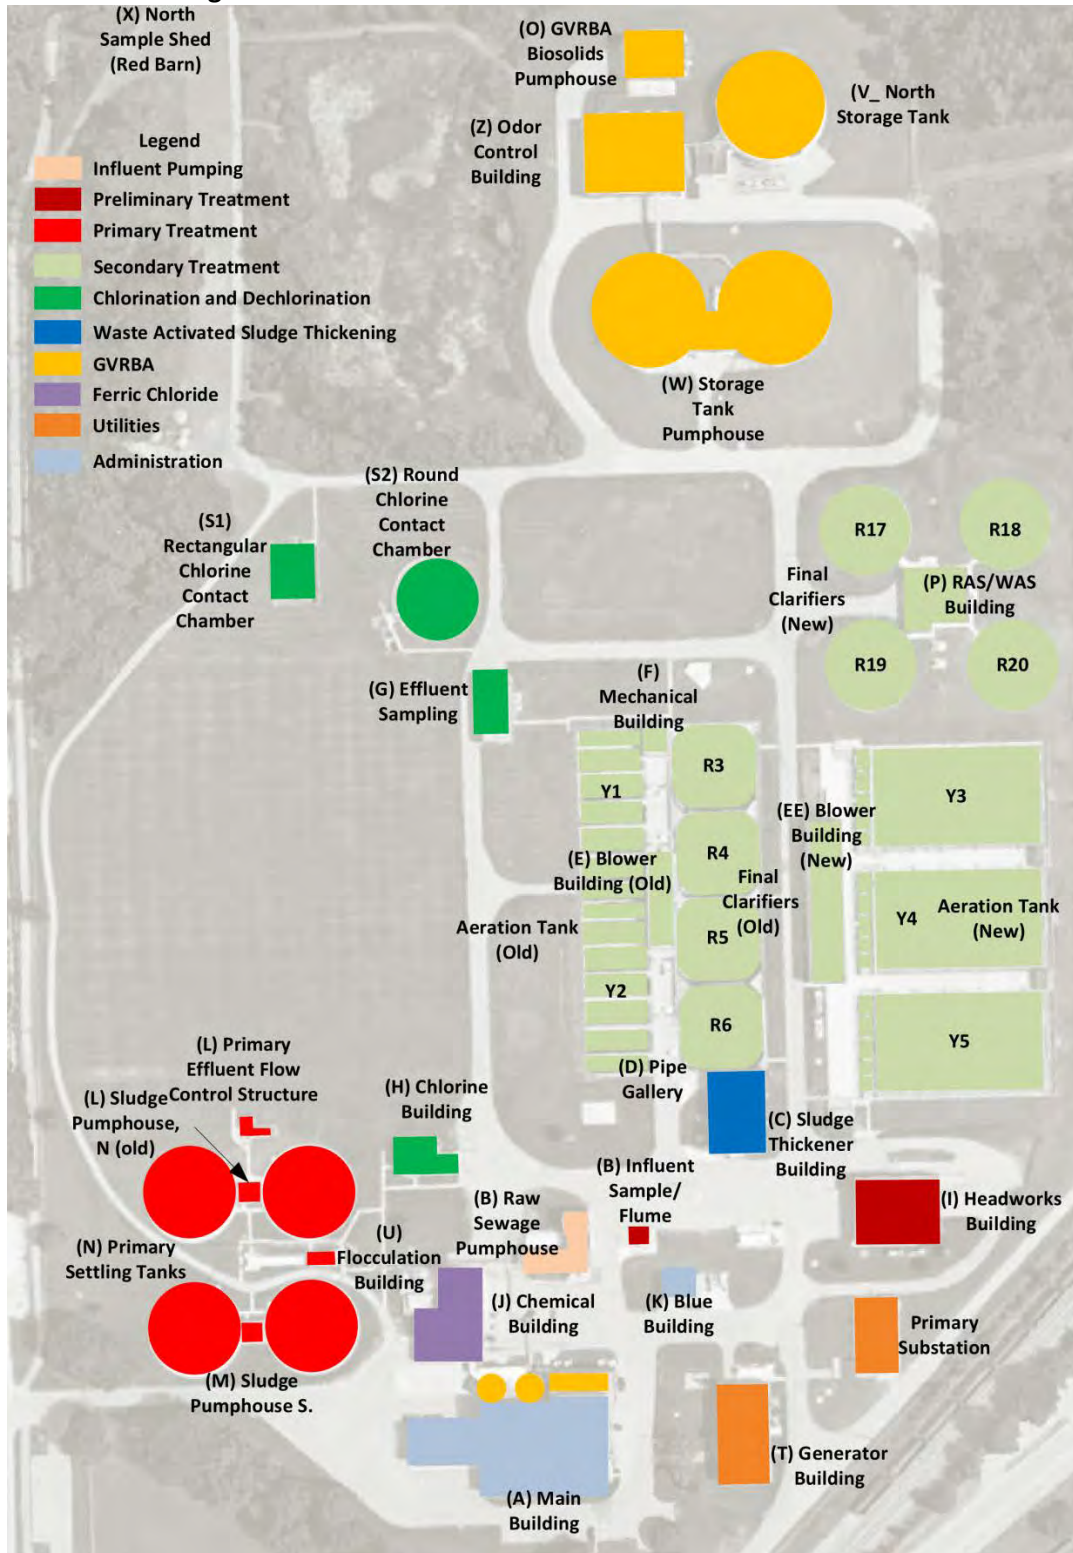 (X) North
Sample Shed
(Red Barn)
(O) GVRBA
Biosolids
Pumphouse
(V_ North
Storage Tank
(Z) Odor
Control
Building
Legend
Influent Pumping
Preliminary Treatment
Primary Treatment
Secondary Treatment
Chlorination and Dechlorination
Waste Activated Sludge Thickening
GVRBA
Ferric Chloride
Utilities
Administration
(W) Storage
Tank
Pumphouse
(S2) Round
Chlorine
Contact
Chamber
(S1)
Rectangular
Chlorine
Contact
Chamber
R17
R18
Final
Clarifiers
(New)
(P) RAS/WAS
Building
R19
R20
(G) Effluent
Sampling
(F)
Mechanical
Building
R3
Y1
Y3
(EE) Blower
Building
(New)
R4
(E) Blower
Building (Old)
Final
Clarifiers
(Old)
Aeration Tank
(Old)
R5
Y4
Aeration Tank
(New)
Y2
R6
Y5
(D) Pipe
Gallery
(L) Primary
Effluent Flow
Control Structure
(L) Sludge
Pumphouse,
N (old)
(H) Chlorine
Building
(C) Sludge
Thickener
Building
(B) Influent
Sample/
Flume
(B) Raw
Sewage
Pumphouse
(I) Headworks
Building
(N) Primary
Settling Tanks
(U)
Flocculation
Building
(J) Chemical
Building
(K) Blue
Building
Primary
Substation
(M) Sludge
Pumphouse S.
(T) Generator
Building
(A) Main
Building